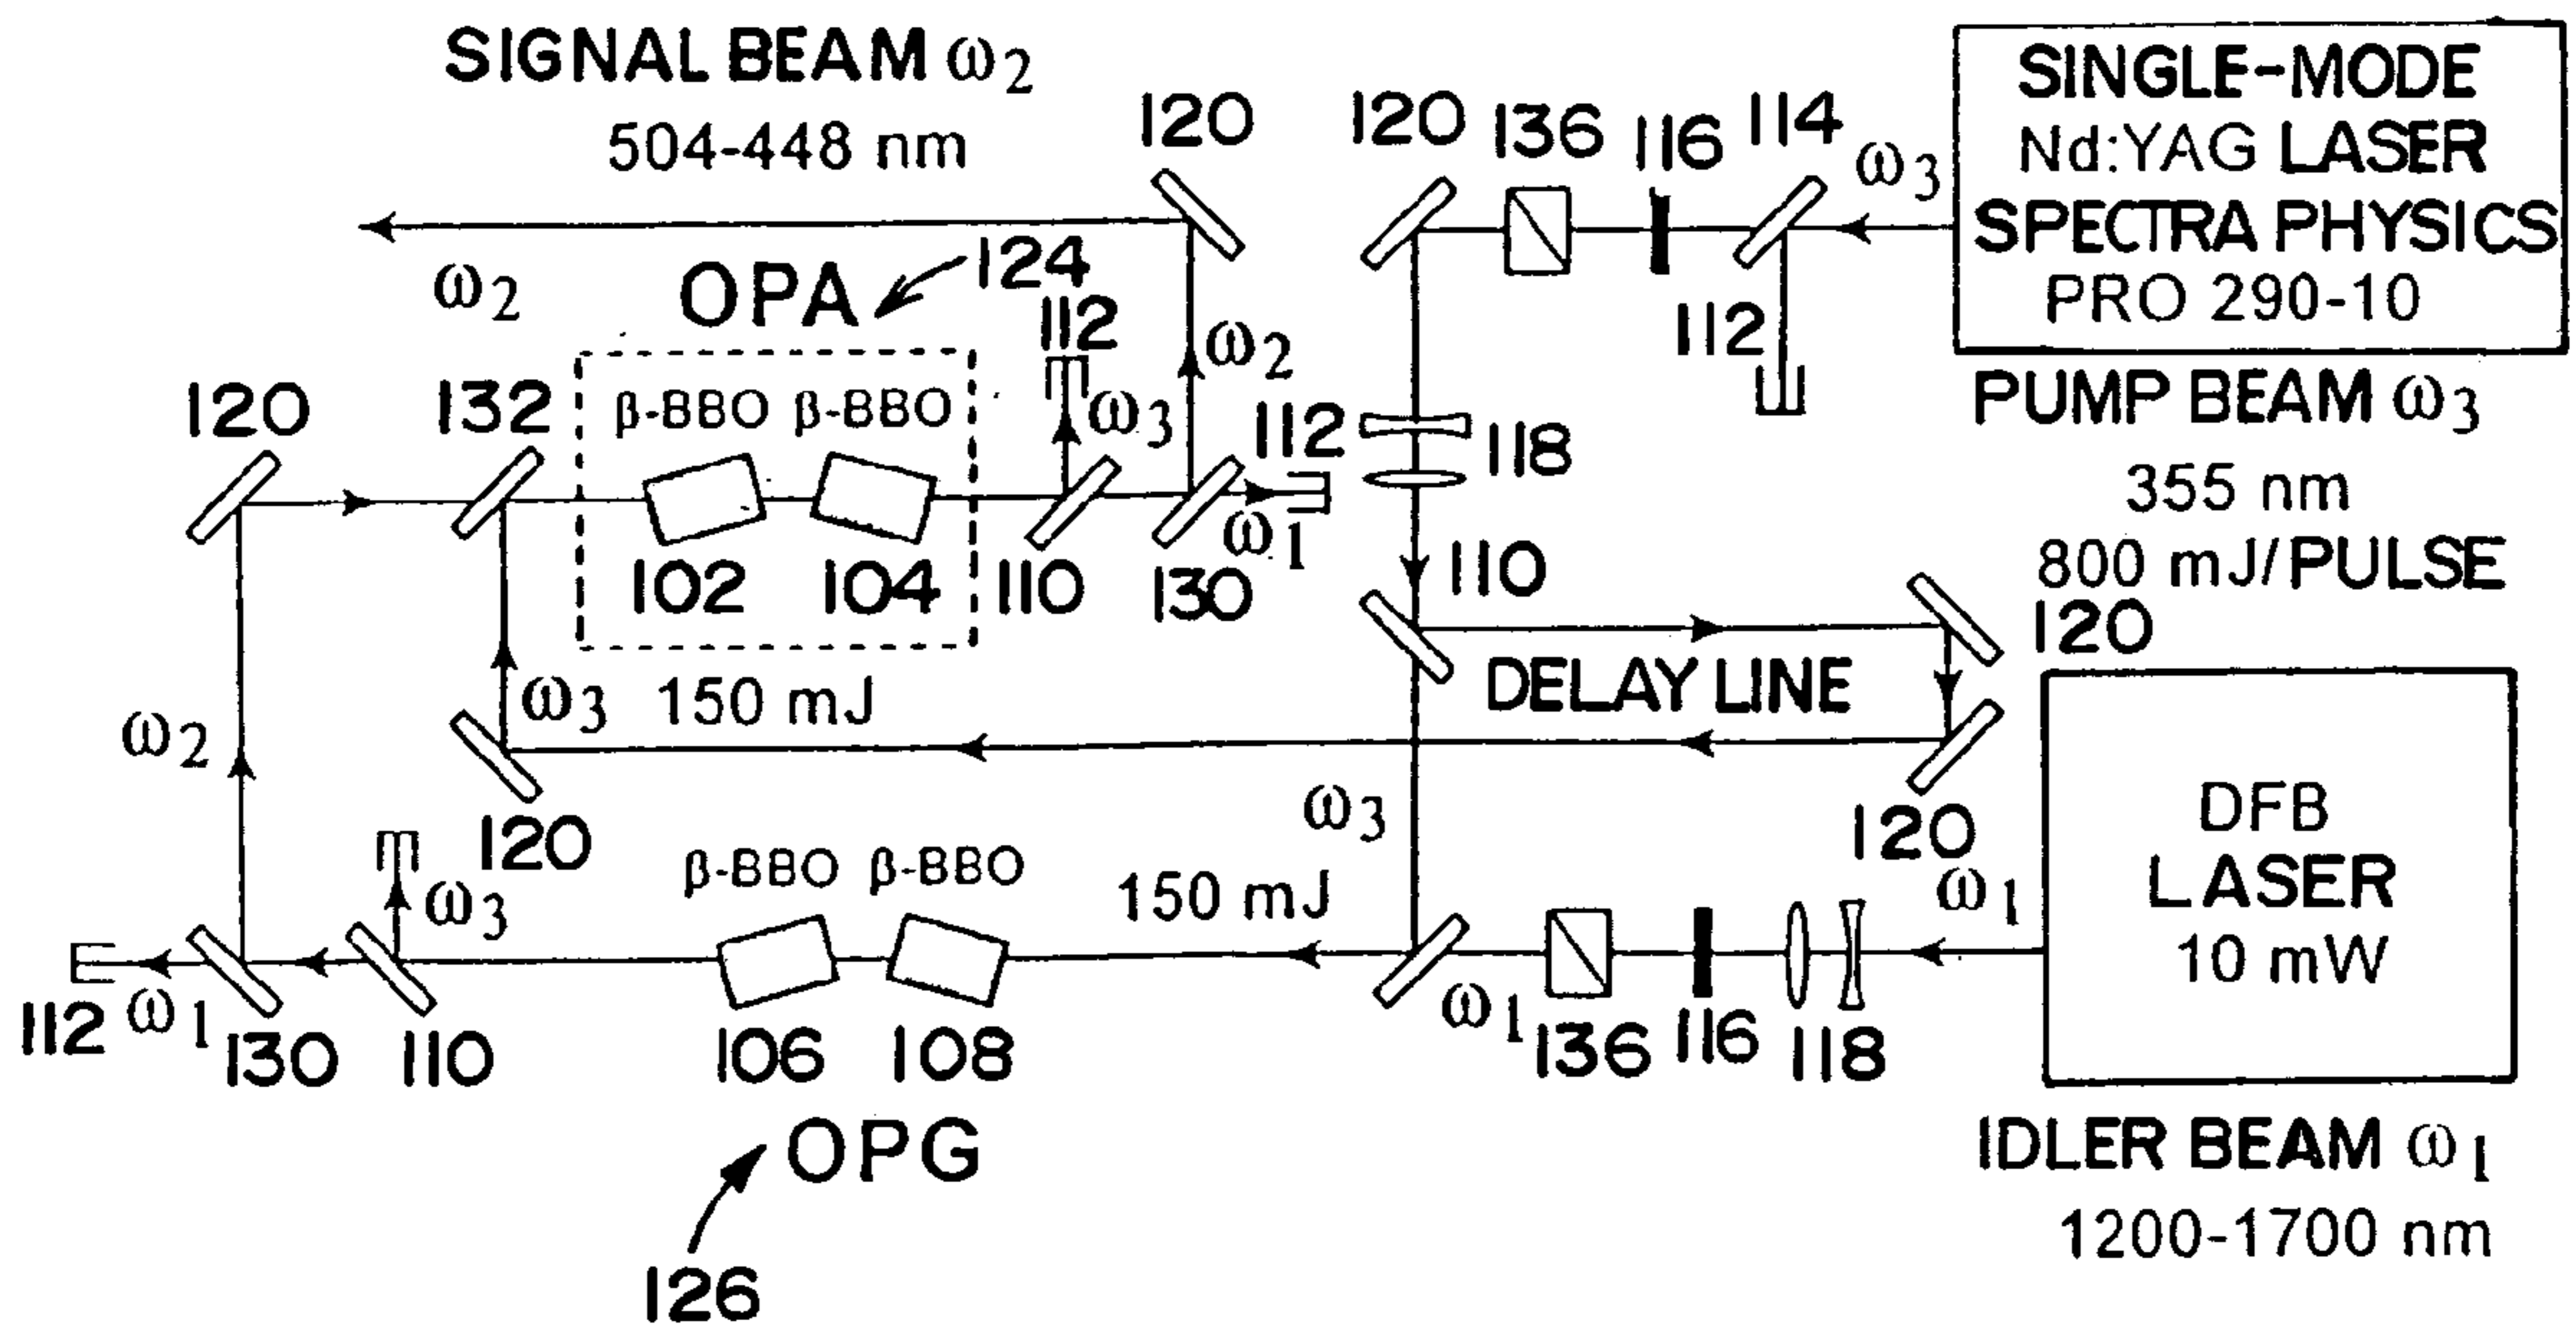 SIGNAL BEAM ω2
504-448 nm
120
120
136
116
114
ω3
SINGLE-MODE
Nd:YAG LASER
SPECTRA PHYSICS
PRO 290-10
PUMP BEAM ω3
355 nm
800 mJ/PULSE
ω2
OPA
124
112
ω2
112
120
132
β-BBO
β-BBO
ω3
112
118
102
104
110
130
ω1
110
120
DELAY LINE
ω3
150 mJ
ω2
120
ω3
120
DFB
LASER
10 mW
ω1
ω3
β-BBO
β-BBO
150 mJ
112
ω1
130
110
106
108
ω1
136
116
118
OPG
126
IDLER BEAM ω1
1200-1700 nm